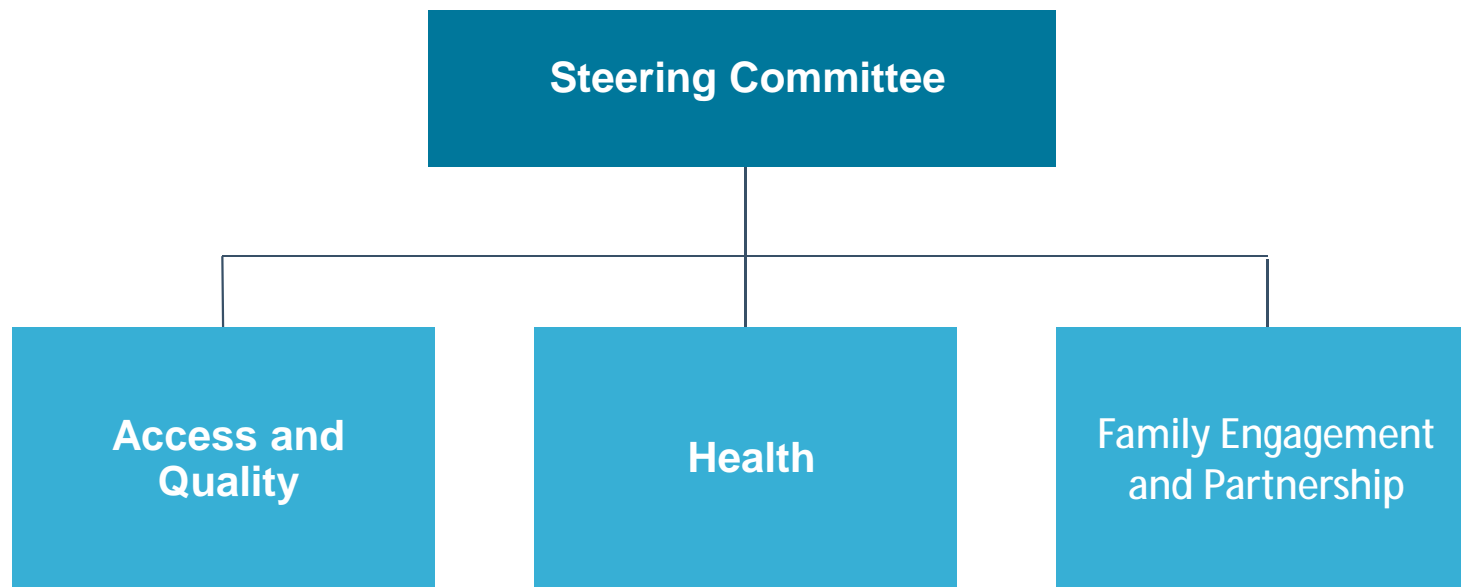 Steering Committee
Access and
Quality
Health
Family Engagement
and Partnership